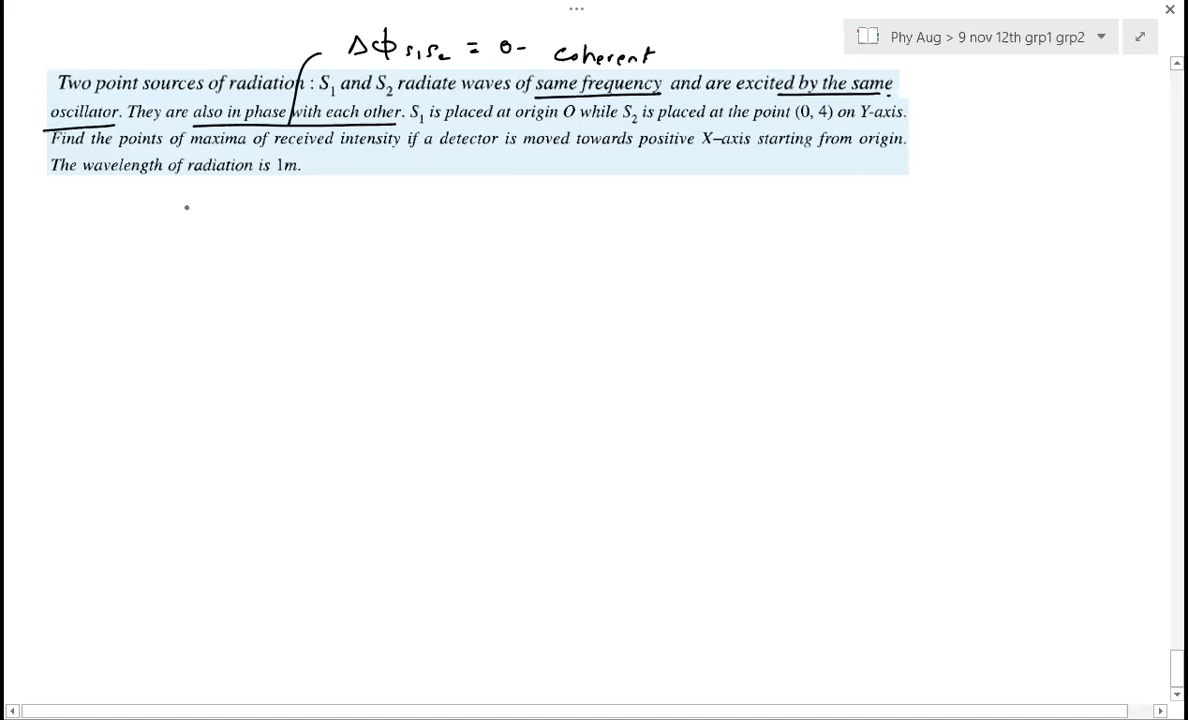 Phy Aug > 9 nov 12th grp1 grp2
Δϕ S₁S₂ = 0 - coherent
Two point sources of radiation : S₁ and S₂ radiate waves of same frequency and are excited by the same
oscillator. They are also in phase with each other. S₁ is placed at origin O while S₂ is placed at the point (0, 4) on Y-axis.
Find the points of maxima of received intensity if a detector is moved towards positive X–axis starting from origin.
The wavelength of radiation is 1m.